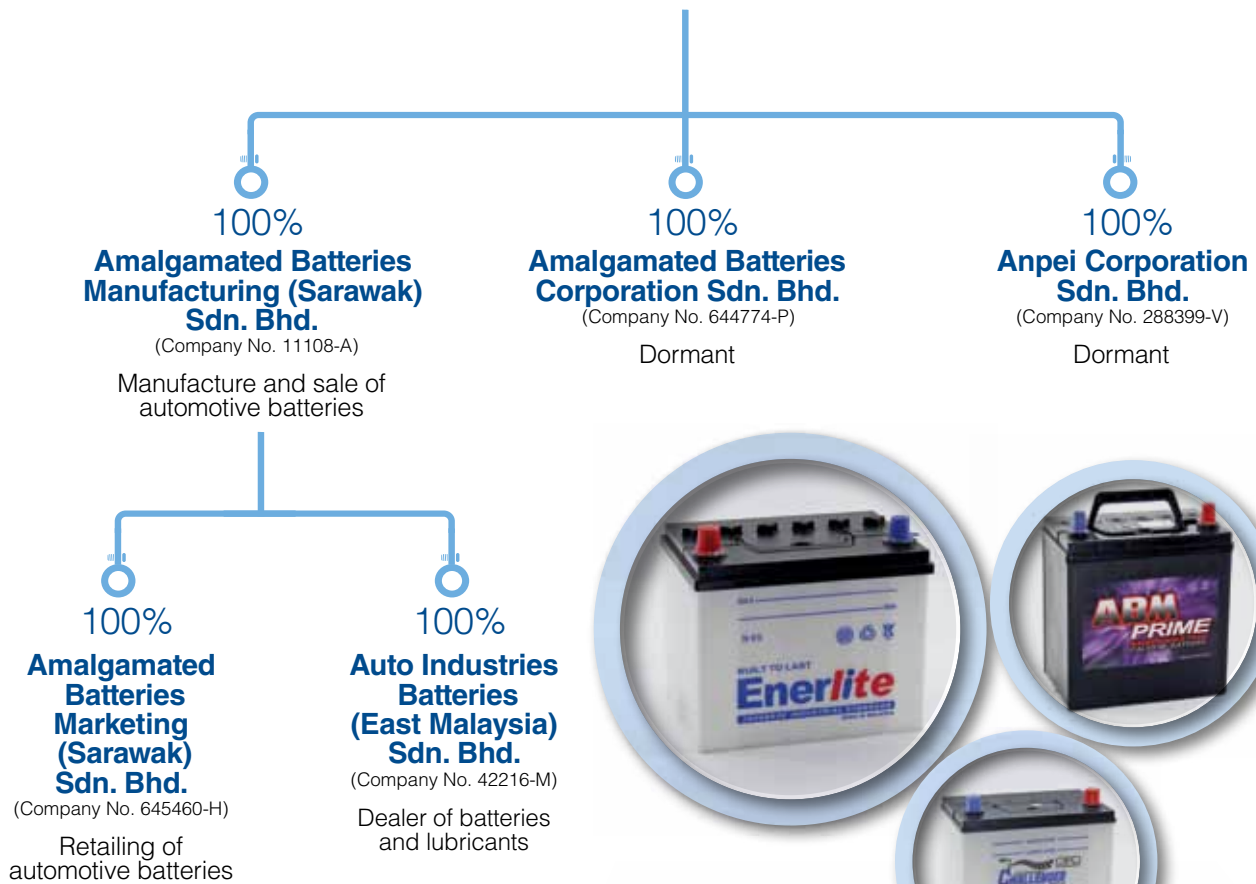 100%
Amalgamated Batteries
Manufacturing (Sarawak)
Sdn. Bhd.
(Company No. 11108-A)
Manufacture and sale of
automotive batteries
100%
Amalgamated Batteries
Corporation Sdn. Bhd.
(Company No. 644774-P)
Dormant
100%
Anpei Corporation
Sdn. Bhd.
(Company No. 288399-V)
Dormant
100%
Amalgamated
Batteries
Marketing
(Sarawak)
Sdn. Bhd.
(Company No. 645460-H)
Retailing of
automotive batteries
100%
Auto Industries
Batteries
(East Malaysia)
Sdn. Bhd.
(Company No. 42216-M)
Dealer of batteries
and lubricants
BUILT TO LAST
Enerlite
ABM
PRIME
CHALLENGER